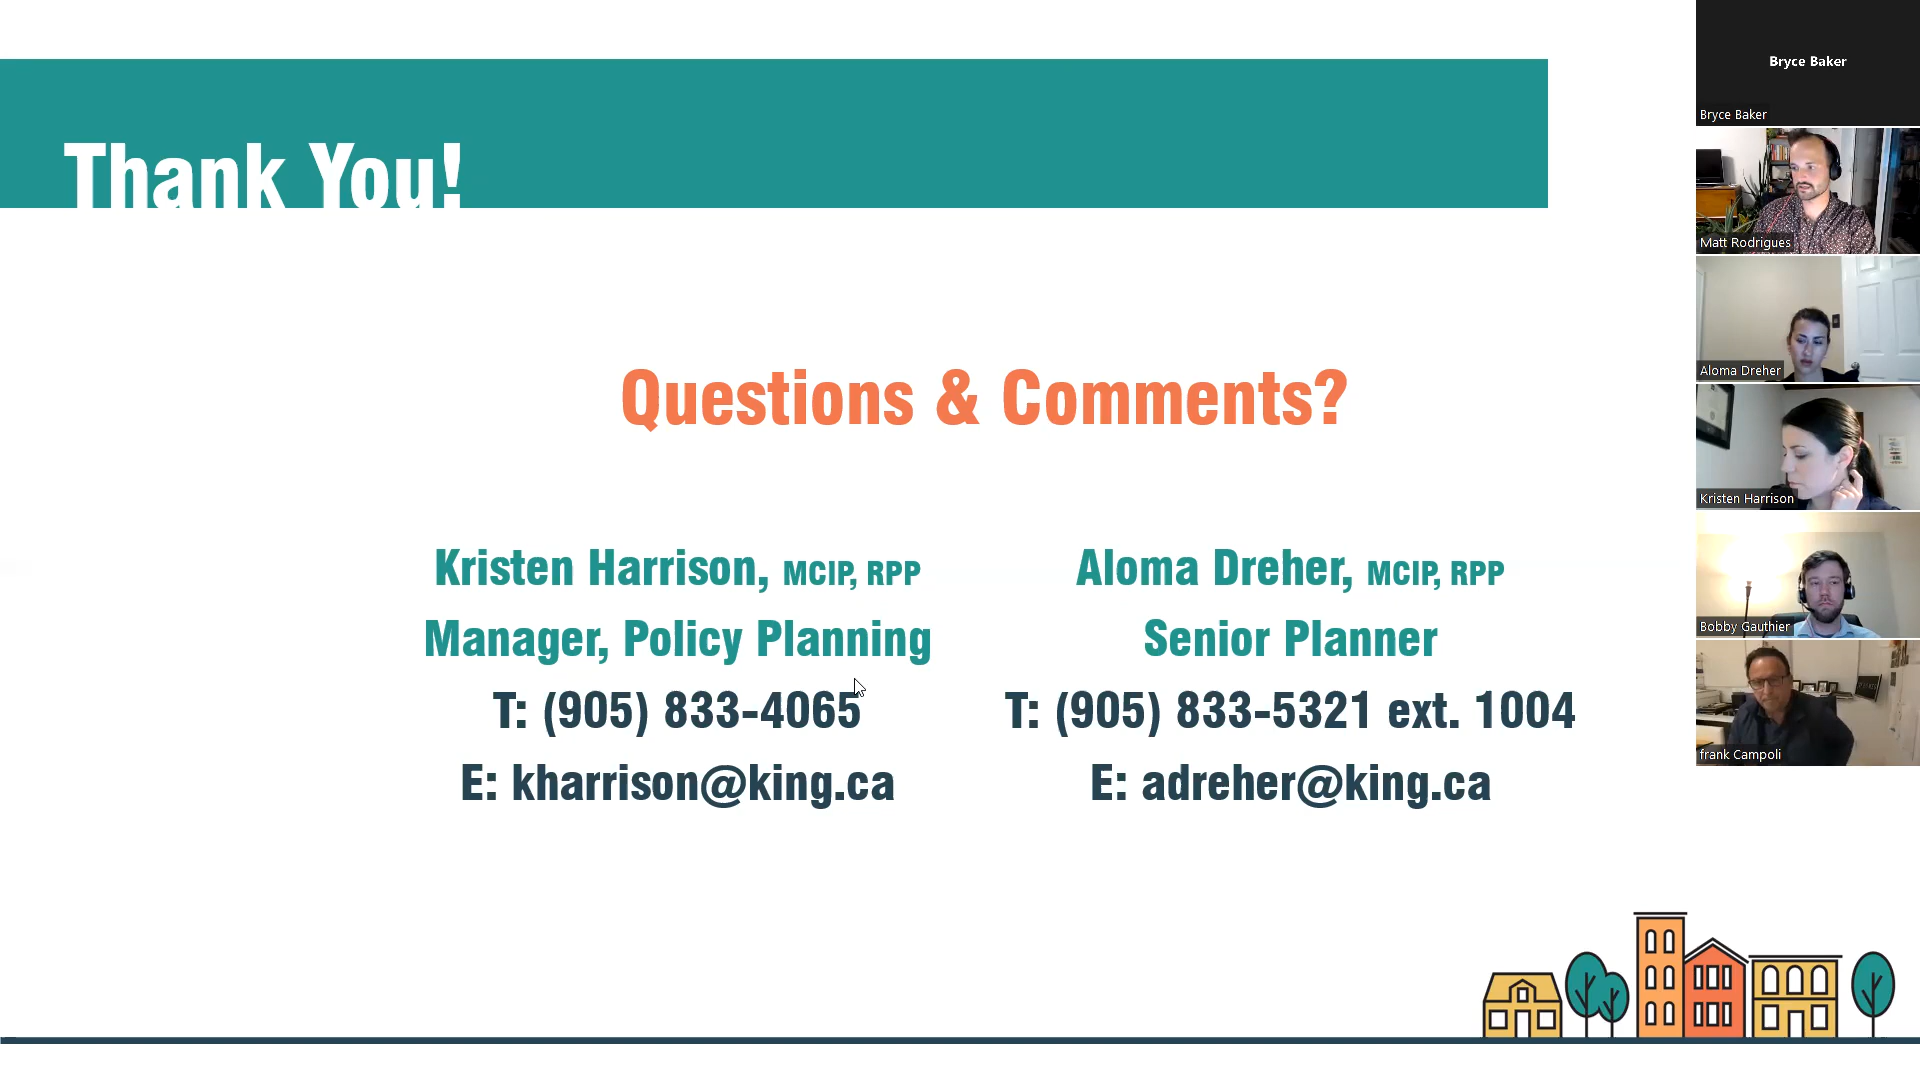 Thank You!
Questions & Comments?
Kristen Harrison, MCIP, RPP
Manager, Policy Planning
T: (905) 833-4065
E: kharrison@king.ca
Aloma Dreher, MCIP, RPP
Senior Planner
T: (905) 833-5321 ext. 1004
E: adreher@king.ca
Bryce Baker
Bryce Baker
Matt Rodrigues
Aloma Dreher
Kristen Harrison
Bobby Gauthier
frank Campoli